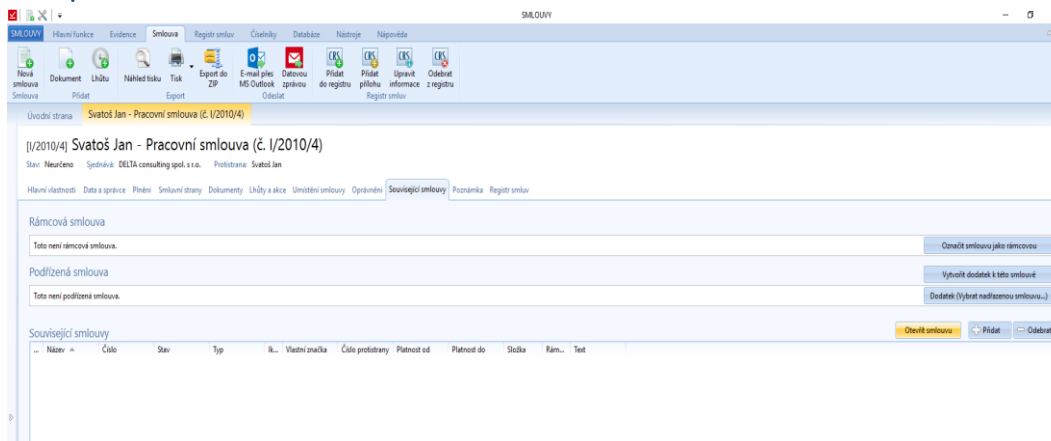 SMLOUVY
SMLOUVY Hlavní funkce Evidence Smlouva Registr smluv Číselníky Databáze Nástroje Nápověda
Nová smlouva Dokument Lhůtu Náhled tisku Tisk Export do ZIP E-mail přes MS Outlook Datovou zprávou Přidat do registru Přidat přílohu Upravit informace Odebrat z registru
Smlouva Přidat Export Odeslat Registr smluv
Úvodní strana Svatoš Jan - Pracovní smlouva (č. I/2010/4)
[I/2010/4] Svatoš Jan - Pracovní smlouva (č. I/2010/4)
Stav: Neurčeno Sjednává: DELTA consulting spol. s r.o. Protistrana: Svatoš Jan
Hlavní vlastnosti Data a správce Plnění Smluvní strany Dokumenty Lhůty a akce Umístění smlouvy Oprávnění Související smlouvy Poznámka Registr smluv
Rámcová smlouva
Toto není rámcová smlouva. Označit smlouvu jako rámcovou
Podřízená smlouva Vytvořit dodatek k této smlouvě
Toto není podřízená smlouva. Dodatek (Vybrat nadřazenou smlouvu...)
Související smlouvy Otevřít smlouvu Přidat Odebrat
... Název Číslo Stav Typ Ik... Vlastní značka Číslo protistrany Platnost od Platnost do Složka Rám... Text